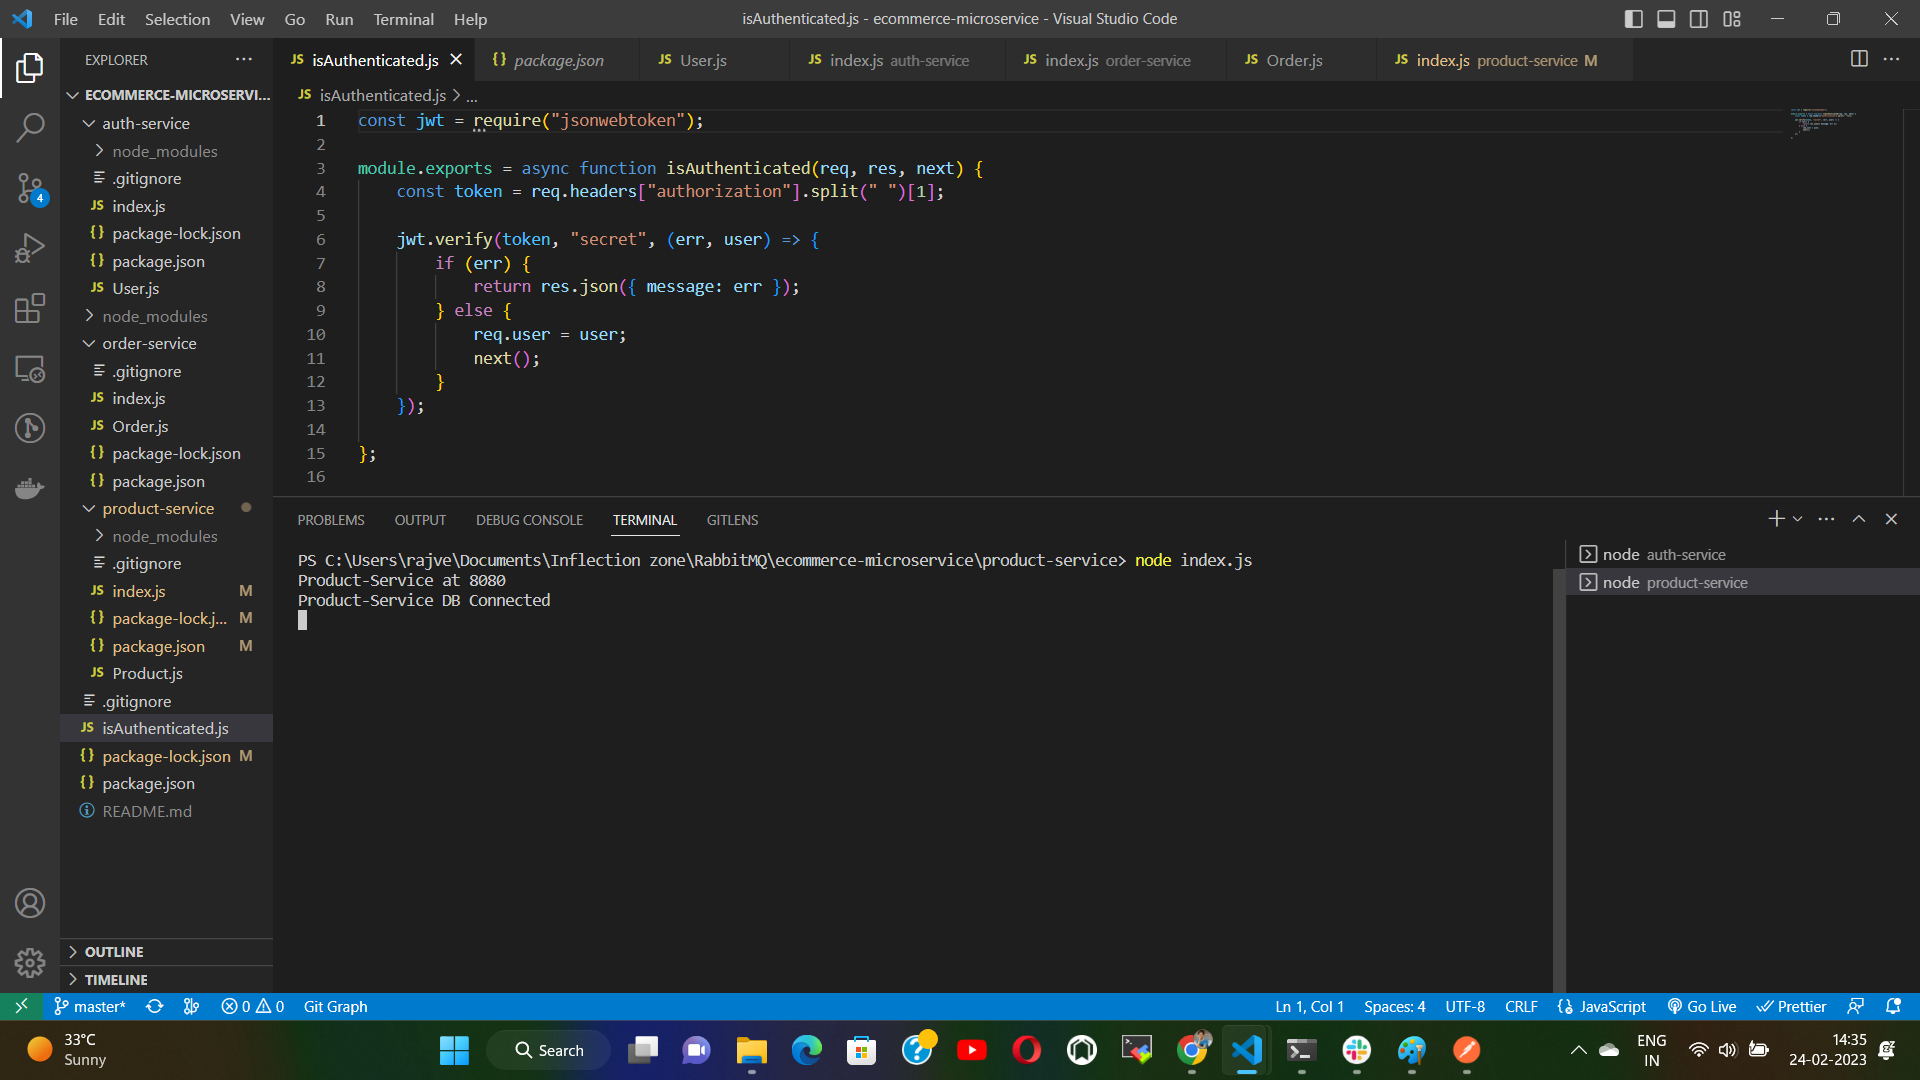 File Edit Selection View Go Run Terminal Help
isAuthenticated.js - ecommerce-microservice - Visual Studio Code
EXPLORER
ECOMMERCE-MICROSERVI...
auth-service
node_modules
.gitignore
JS index.js
{} package-lock.json
{} package.json
JS User.js
node_modules
order-service
.gitignore
JS index.js
JS Order.js
{} package-lock.json
{} package.json
product-service
node_modules
.gitignore
JS index.js M
{} package-lock.j... M
{} package.json M
JS Product.js
.gitignore
JS isAuthenticated.js
{} package-lock.json M
{} package.json
README.md
OUTLINE
TIMELINE
4
JS isAuthenticated.js
{} package.json
JS User.js
JS index.js auth-service
JS index.js order-service
JS Order.js
JS index.js product-service M
JS isAuthenticated.js > ...
1 const jwt = require("jsonwebtoken");
2
3 module.exports = async function isAuthenticated(req, res, next) {
4 const token = req.headers["authorization"].split(" ")[1];
5
6 jwt.verify(token, "secret", (err, user) => {
7 if (err) {
8 return res.json({ message: err });
9 } else {
10 req.user = user;
11 next();
12 }
13 });
14
15 };
16
PROBLEMS OUTPUT DEBUG CONSOLE TERMINAL GITLENS
PS C:\Users\rajve\Documents\Inflection zone\RabbitMQ\ecommerce-microservice\product-service> node index.js
Product-Service at 8080
Product-Service DB Connected
node auth-service
node product-service
master* 0 0 Git Graph
Ln 1, Col 1 Spaces: 4 UTF-8 CRLF {} JavaScript Go Live Prettier
33°C
Sunny
Search
ENG
IN
14:35
24-02-2023